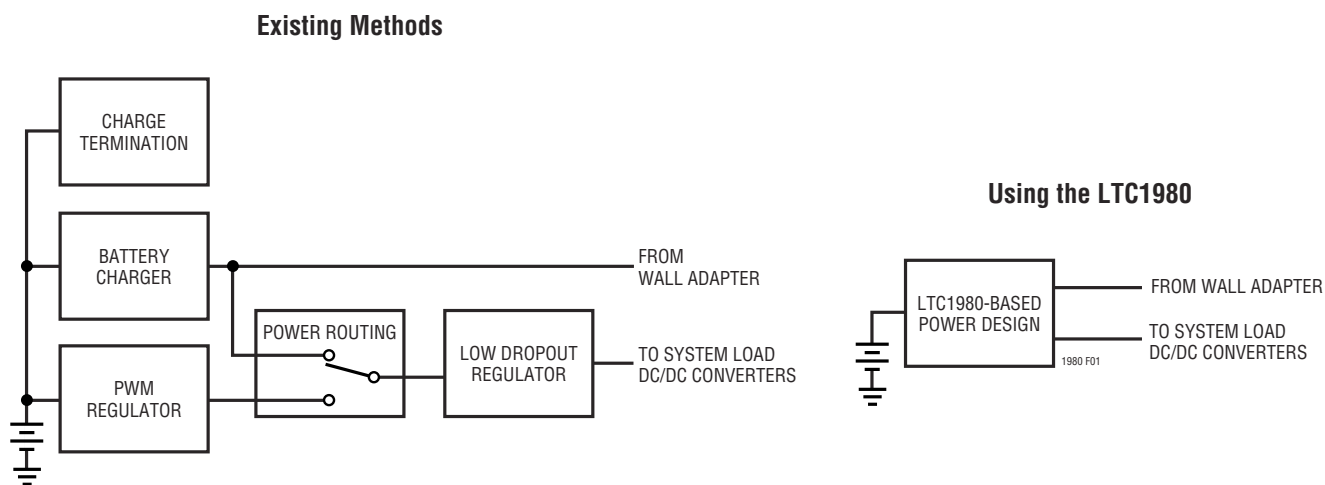 Existing Methods
CHARGE
TERMINATION
BATTERY
CHARGER
FROM
WALL ADAPTER
POWER ROUTING
LOW DROPOUT
REGULATOR
TO SYSTEM LOAD
DC/DC CONVERTERS
PWM
REGULATOR
Using the LTC1980
LTC1980-BASED
POWER DESIGN
FROM WALL ADAPTER
TO SYSTEM LOAD
DC/DC CONVERTERS
1980 F01